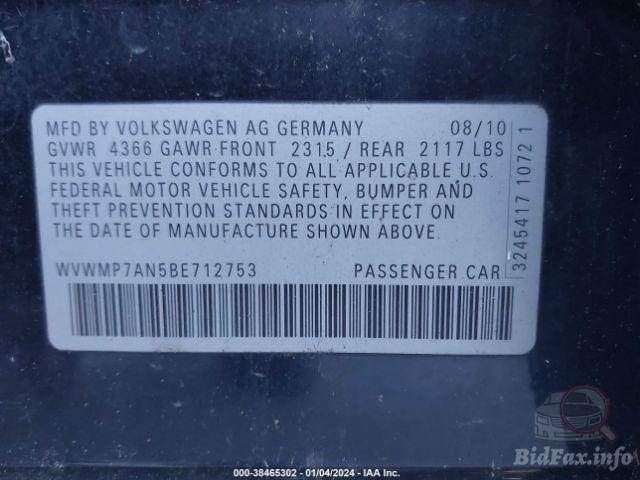 MFD BY VOLKSWAGEN AG GERMANY 08/10
GVWR 4366 GAWR FRONT 2315 / REAR 2117 LBS
THIS VEHICLE CONFORMS TO ALL APPLICABLE U.S.
FEDERAL MOTOR VEHICLE SAFETY, BUMPER AND
THEFT PREVENTION STANDARDS IN EFFECT ON
THE DATE OF MANUFACTURE SHOWN ABOVE.
WVWMP7AN5BE712753 PASSENGER CAR
3245417 1072 1
BidFax.info
000-38465302 - 01/04/2024 - IAA Inc.